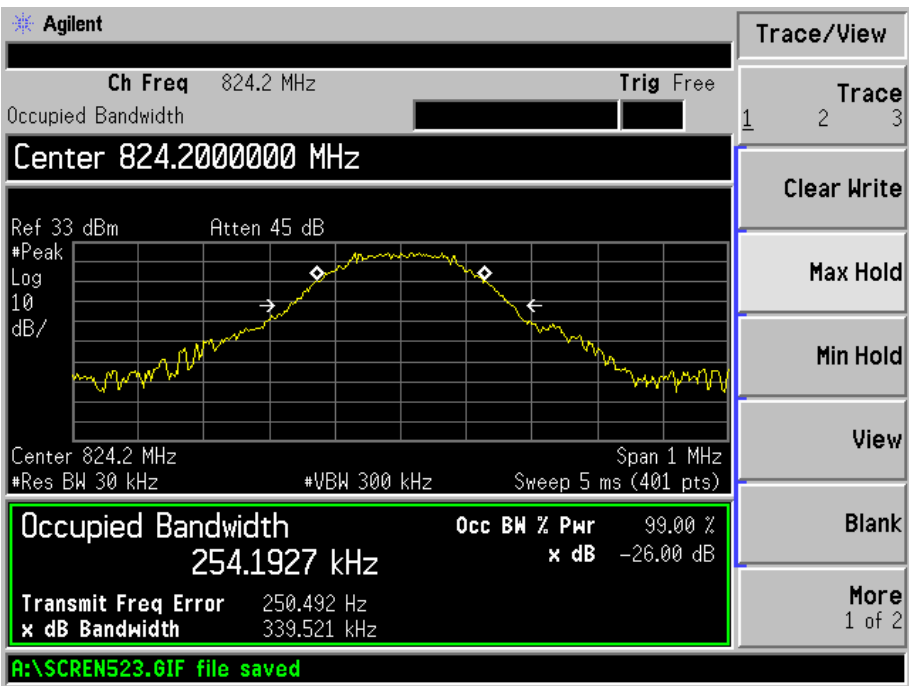 Agilent
Trace/View
Ch Freq 824.2 MHz Trig Free
Occupied Bandwidth
Trace
1 2 3
Center 824.2000000 MHz
Clear Write
Ref 33 dBm Atten 45 dB
#Peak
Log
10
dB/
Max Hold
Min Hold
View
Center 824.2 MHz Span 1 MHz
#Res BW 30 kHz #VBW 300 kHz Sweep 5 ms (401 pts)
Occupied Bandwidth Occ BW % Pwr 99.00 %
254.1927 kHz x dB -26.00 dB
Blank
Transmit Freq Error 250.492 Hz
x dB Bandwidth 339.521 kHz
More
1 of 2
A:\SCREN523.GIF file saved